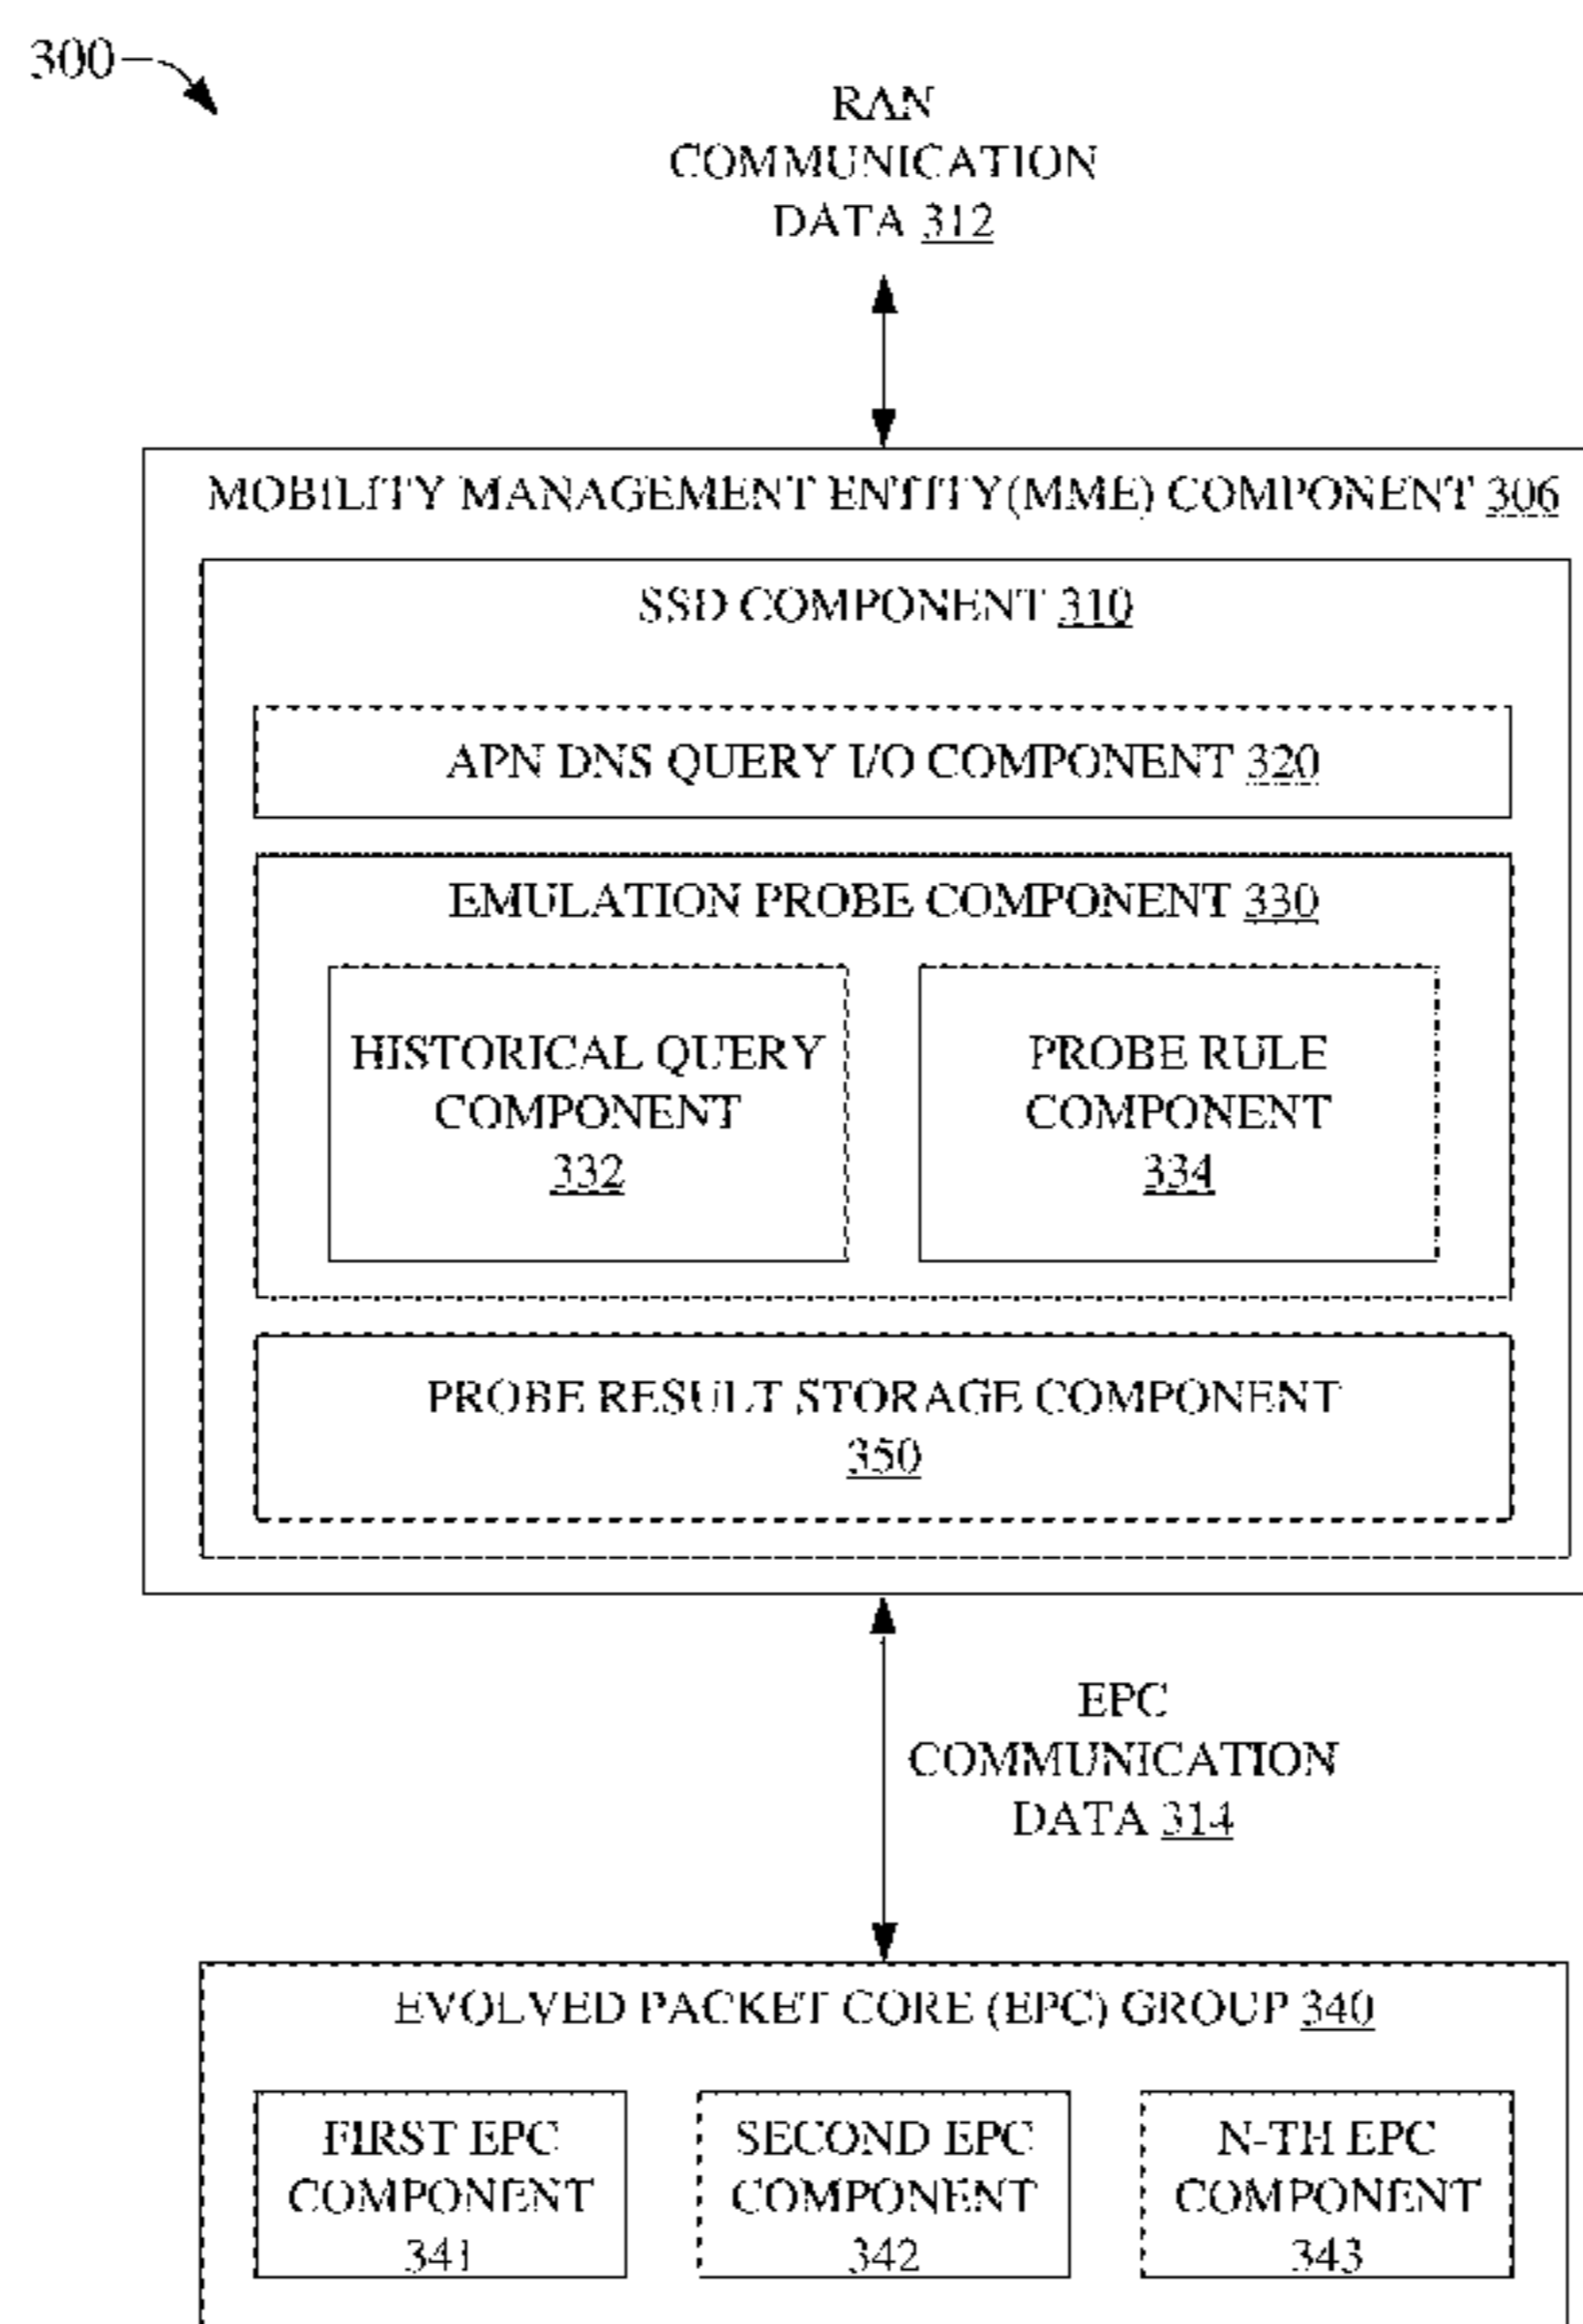 300
RAN
COMMUNICATION
DATA 312
MOBILITY MANAGEMENT ENTITY(MME) COMPONENT 306
SSD COMPONENT 310
APN DNS QUERY I/O COMPONENT 320
EMULATION PROBE COMPONENT 330
HISTORICAL QUERY
COMPONENT
332
PROBE RULE
COMPONENT
334
PROBE RESULT STORAGE COMPONENT
350
EPC
COMMUNICATION
DATA 314
EVOLVED PACKET CORE (EPC) GROUP 340
FIRST EPC
COMPONENT
341
SECOND EPC
COMPONENT
342
N-TH EPC
COMPONENT
343